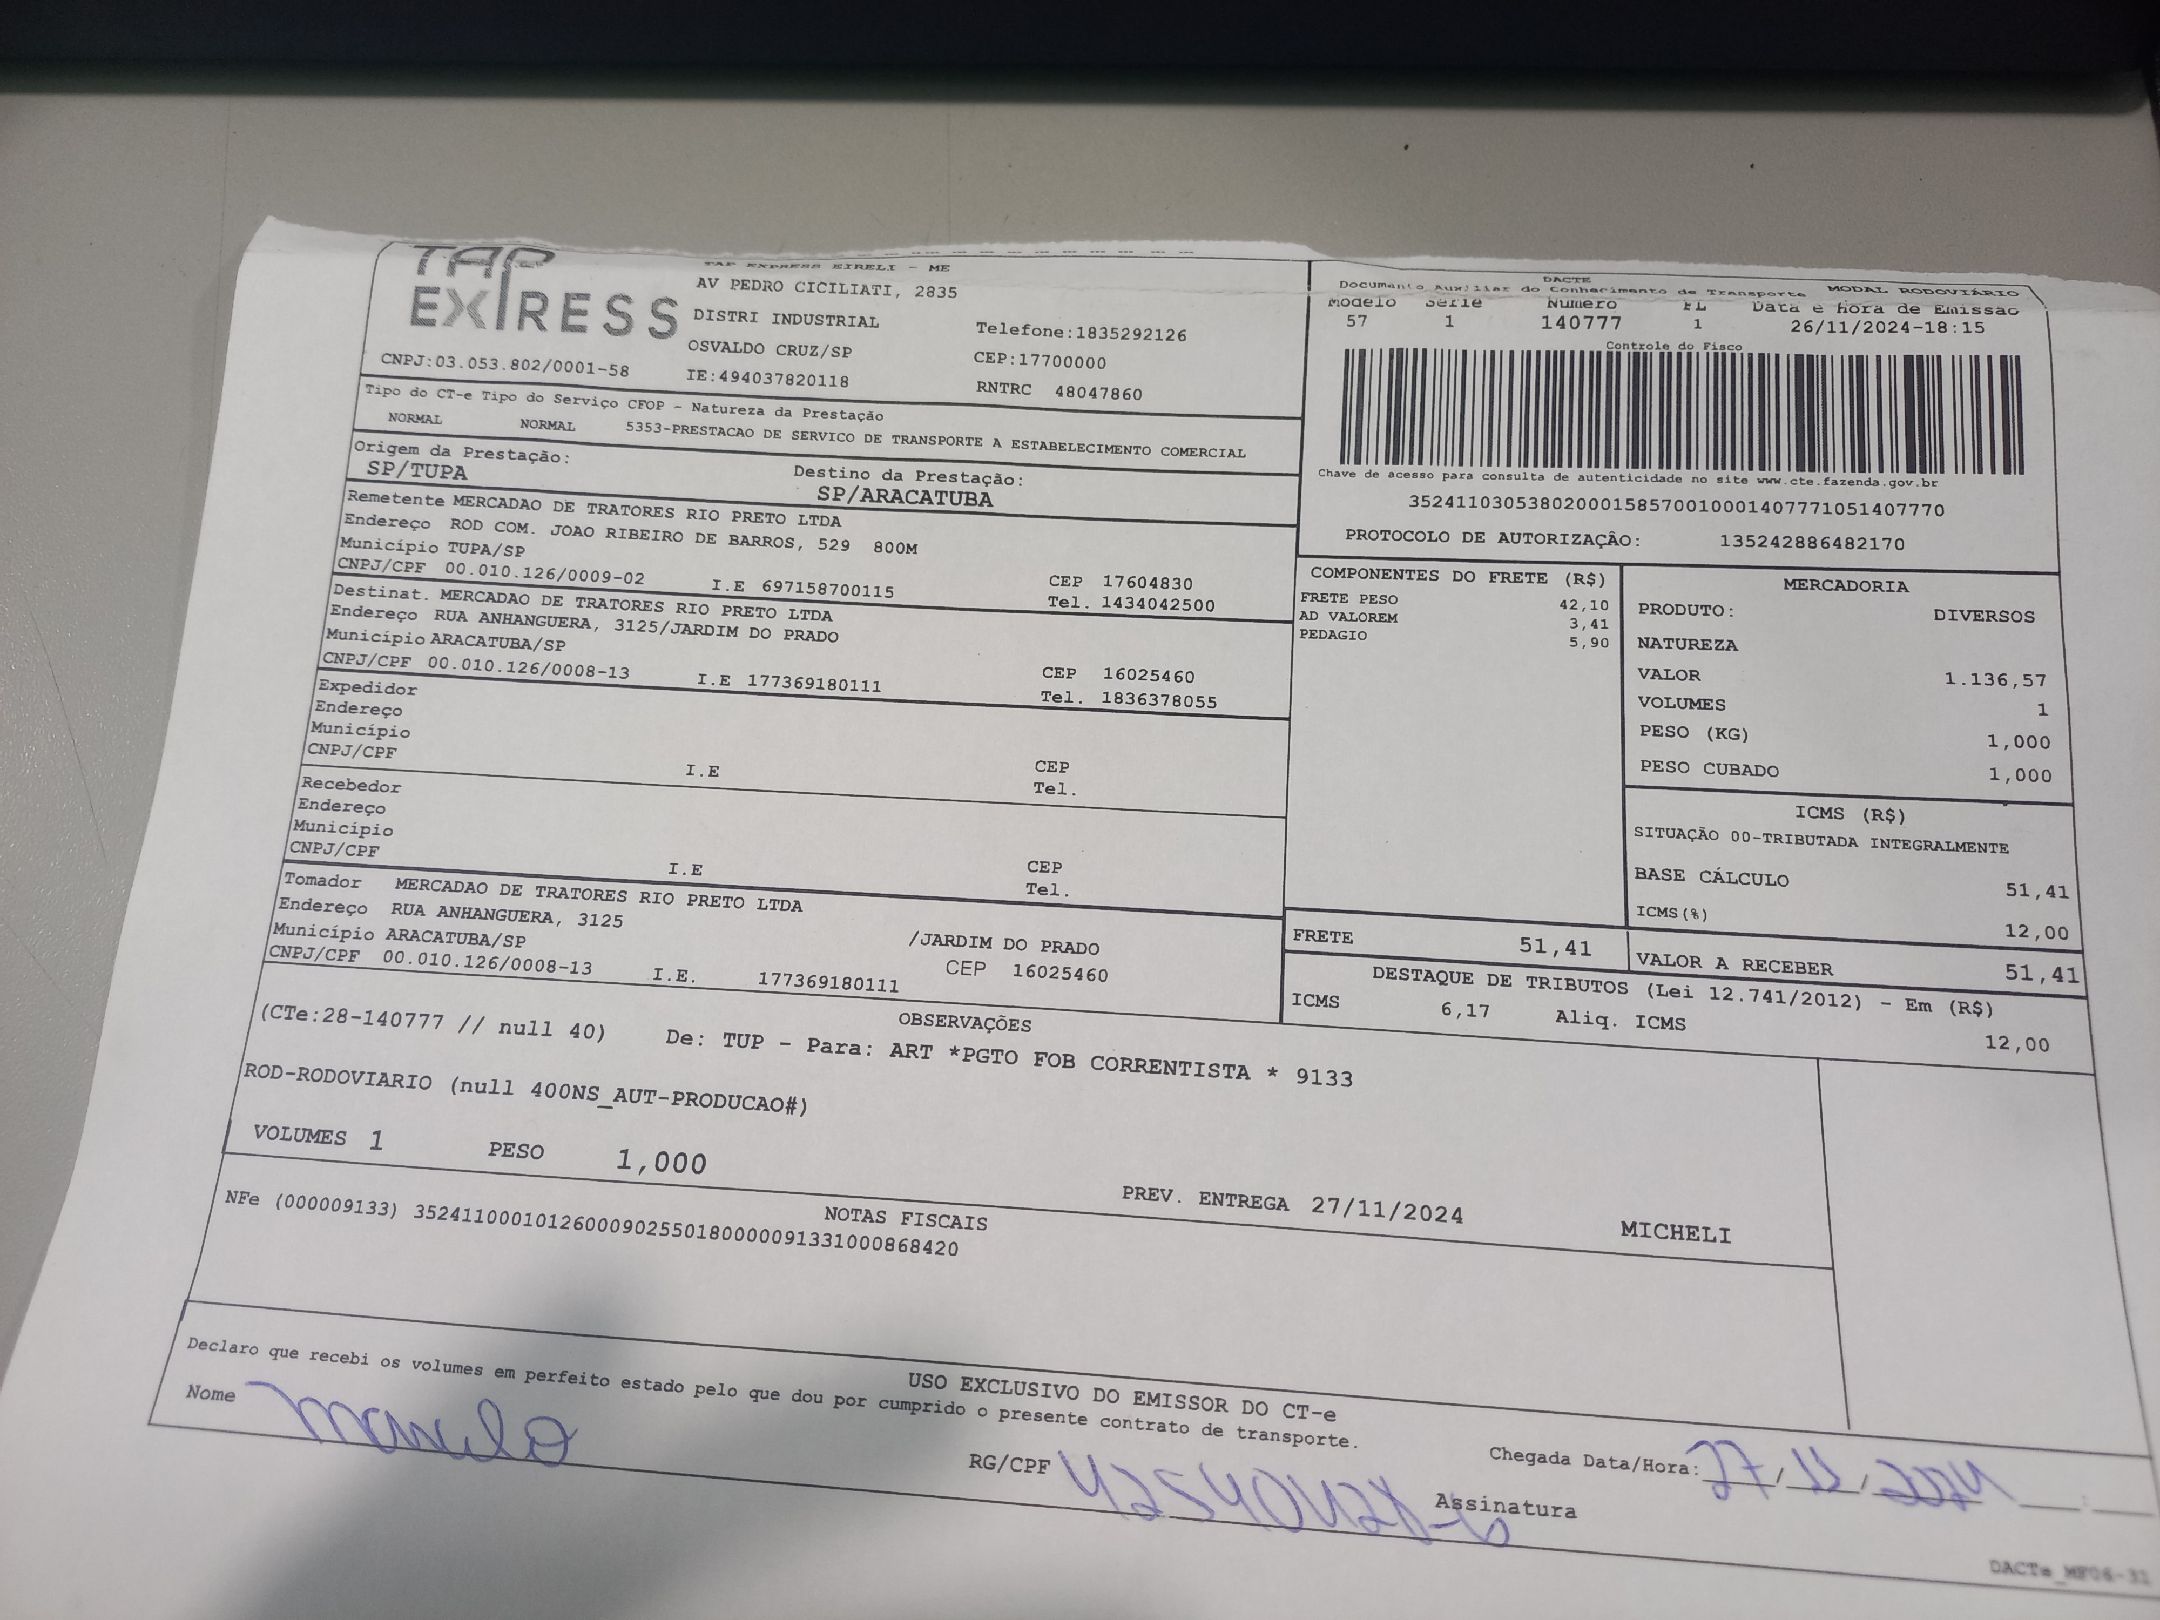 TAP
EXPRESS
TAP EXPRESS EIRELI - ME
AV PEDRO CICILIATI, 2835
DISTRI INDUSTRIAL
Telefone:1835292126
OSVALDO CRUZ/SP
CEP:17700000
CNPJ:03.053.802/0001-58
IE:494037820118
RNTRC 48047860
DACTE
Documento Auxiliar do Conhecimento de Transporte MODAL RODOVIÁRIO
Modelo Serie Numero FL Data e Hora de Emissao
57 1 140777 1 26/11/2024-18:15
Controle do Fisco
Chave de acesso para consulta de autenticidade no site www.cte.fazenda.gov.br
35241103053802000158570010001407771051407770
PROTOCOLO DE AUTORIZAÇÃO: 135242886482170
Tipo do CT-e Tipo do Serviço CFOP - Natureza da Prestação
NORMAL NORMAL 5353-PRESTACAO DE SERVICO DE TRANSPORTE A ESTABELECIMENTO COMERCIAL
Origem da Prestação: Destino da Prestação:
SP/TUPA SP/ARACATUBA
Remetente MERCADAO DE TRATORES RIO PRETO LTDA
Endereço ROD COM. JOAO RIBEIRO DE BARROS, 529 800M
Município TUPA/SP CEP 17604830
CNPJ/CPF 00.010.126/0009-02 I.E 697158700115 Tel. 1434042500
Destinat. MERCADAO DE TRATORES RIO PRETO LTDA
Endereço RUA ANHANGUERA, 3125/JARDIM DO PRADO
Município ARACATUBA/SP CEP 16025460
CNPJ/CPF 00.010.126/0008-13 I.E 177369180111 Tel. 1836378055
Expedidor
Endereço
Município CEP
CNPJ/CPF I.E Tel.
Recebedor
Endereço
Município CEP
CNPJ/CPF I.E Tel.
Tomador MERCADAO DE TRATORES RIO PRETO LTDA
Endereço RUA ANHANGUERA, 3125 /JARDIM DO PRADO
Município ARACATUBA/SP CEP 16025460
CNPJ/CPF 00.010.126/0008-13 I.E. 177369180111
COMPONENTES DO FRETE (R$)
FRETE PESO 42,10
AD VALOREM 3,41
PEDAGIO 5,90
MERCADORIA
PRODUTO: DIVERSOS
NATUREZA
VALOR 1.136,57
VOLUMES 1
PESO (KG) 1,000
PESO CUBADO 1,000
ICMS (R$)
SITUAÇÃO 00-TRIBUTADA INTEGRALMENTE
BASE CÁLCULO 51,41
ICMS(%) 12,00
FRETE 51,41
VALOR A RECEBER 51,41
DESTAQUE DE TRIBUTOS (Lei 12.741/2012) - Em (R$)
ICMS 6,17 Aliq. ICMS 12,00
OBSERVAÇÕES
(CTe:28-140777 // null 40) De: TUP - Para: ART *PGTO FOB CORRENTISTA * 9133
ROD-RODOVIARIO (null 400NS_AUT-PRODUCAO#)
VOLUMES 1 PESO 1,000 PREV. ENTREGA 27/11/2024 MICHELI
NOTAS FISCAIS
NFe (000009133) 35241100010126000902550180000091331000868420
USO EXCLUSIVO DO EMISSOR DO CT-e
Declaro que recebi os volumes em perfeito estado pelo que dou por cumprido o presente contrato de transporte.
Nome RG/CPF Assinatura
Chegada Data/Hora: 27/11/
DACTe_MF06-31